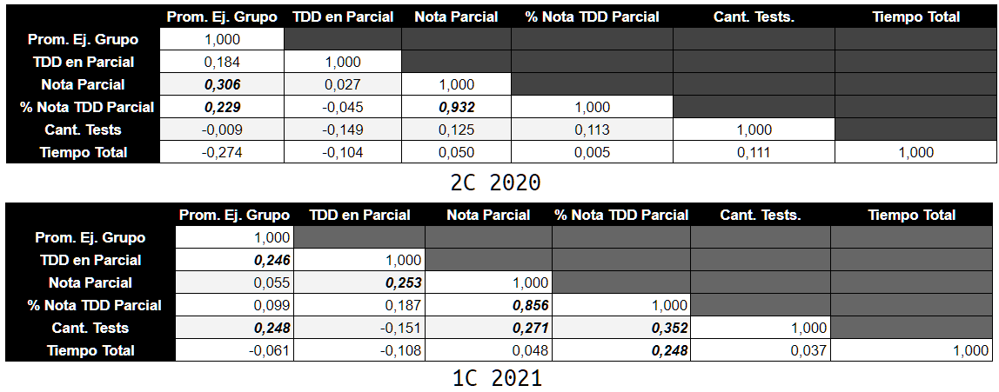 Prom. Ej. Grupo TDD en Parcial Nota Parcial % Nota TDD Parcial Cant. Tests. Tiempo Total
Prom. Ej. Grupo 1,000
TDD en Parcial 0,184 1,000
Nota Parcial 0,306 0,027 1,000
% Nota TDD Parcial 0,229 -0,045 0,932 1,000
Cant. Tests -0,009 -0,149 0,125 0,113 1,000
Tiempo Total -0,274 -0,104 0,050 0,005 0,111 1,000
2C 2020
Prom. Ej. Grupo TDD en Parcial Nota Parcial % Nota TDD Parcial Cant. Tests. Tiempo Total
Prom. Ej. Grupo 1,000
TDD en Parcial 0,246 1,000
Nota Parcial 0,055 0,253 1,000
% Nota TDD Parcial 0,099 0,187 0,856 1,000
Cant. Tests 0,248 -0,151 0,271 0,352 1,000
Tiempo Total -0,061 -0,108 0,048 0,248 0,037 1,000
1C 2021